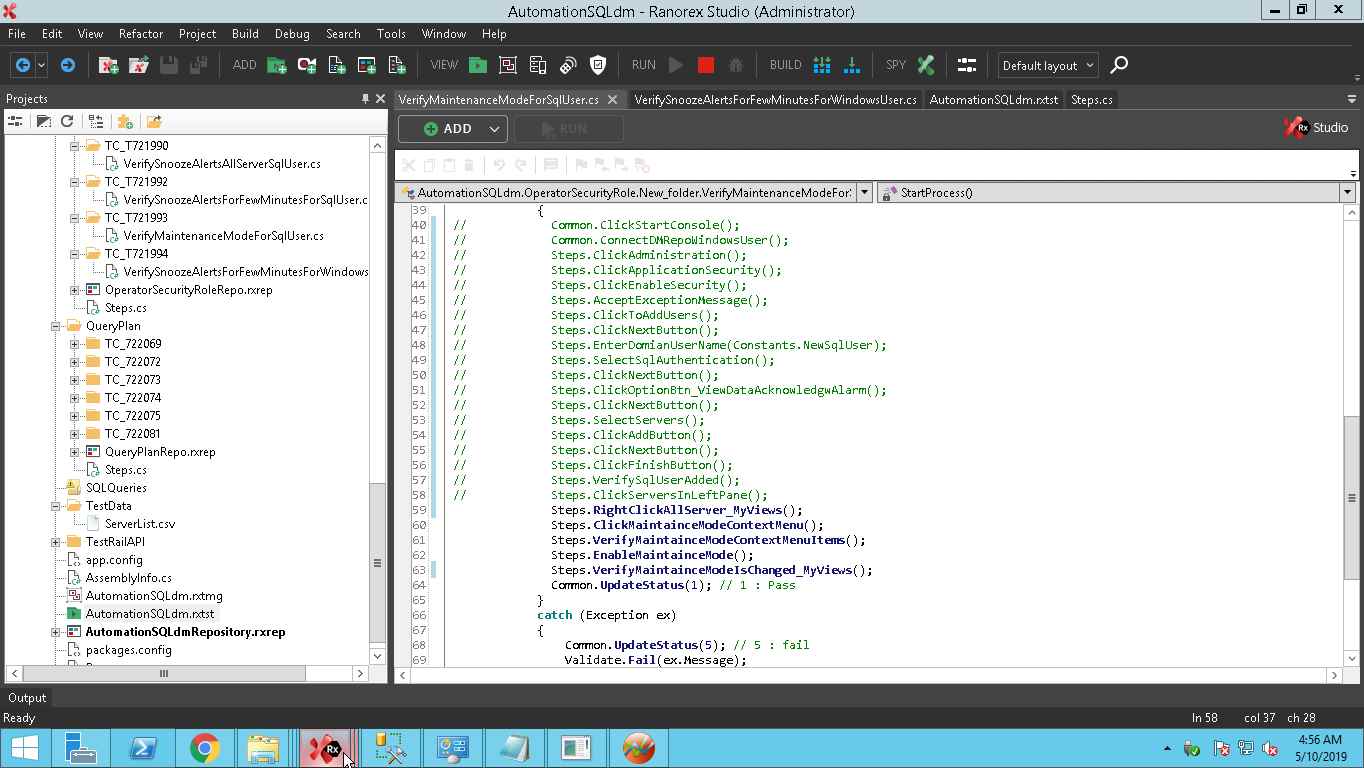 AutomationSQLdm - Ranorex Studio (Administrator)
File Edit View Refactor Project Build Debug Search Tools Window Help
ADD VIEW RUN BUILD SPY Default layout
Projects
VerifyMaintenanceModeForSqlUser.cs VerifySnoozeAlertsForFewMinutesForWindowsUser.cs AutomationSQLdm.rxtst Steps.cs
ADD RUN Rx Studio
AutomationSQLdm.OperatorSecurityRole.New_folder.VerifyMaintenanceModeFor StartProcess()
TC_T721990
VerifySnoozeAlertsAllServerSqlUser.cs
TC_T721992
VerifySnoozeAlertsForFewMinutesForSqlUser.c
TC_T721993
VerifyMaintenanceModeForSqlUser.cs
TC_T721994
VerifySnoozeAlertsForFewMinutesForWindows
OperatorSecurityRoleRepo.rxrep
Steps.cs
QueryPlan
TC_722069
TC_722072
TC_722073
TC_722074
TC_722075
TC_722081
QueryPlanRepo.rxrep
Steps.cs
SQLQueries
TestData
ServerList.csv
TestRailAPI
app.config
AssemblyInfo.cs
AutomationSQLdm.rxtmg
AutomationSQLdm.rxtst
AutomationSQLdmRepository.rxrep
packages.config
39 {
40 // Common.ClickStartConsole();
41 // Common.ConnectDMRepoWindowsUser();
42 // Steps.ClickAdministration();
43 // Steps.ClickApplicationSecurity();
44 // Steps.ClickEnableSecurity();
45 // Steps.AcceptExceptionMessage();
46 // Steps.ClickToAddUsers();
47 // Steps.ClickNextButton();
48 // Steps.EnterDomianUserName(Constants.NewSqlUser);
49 // Steps.SelectSqlAuthentication();
50 // Steps.ClickNextButton();
51 // Steps.ClickOptionBtn_ViewDataAcknowledgwAlarm();
52 // Steps.ClickNextButton();
53 // Steps.SelectServers();
54 // Steps.ClickAddButton();
55 // Steps.ClickNextButton();
56 // Steps.ClickFinishButton();
57 // Steps.VerifySqlUserAdded();
58 // Steps.ClickServersInLeftPane();
59 Steps.RightClickAllServer_MyViews();
60 Steps.ClickMaintainceModeContextMenu();
61 Steps.VerifyMaintainceModeContextMenuItems();
62 Steps.EnableMaintainceMode();
63 Steps.VerifyMaintainceModeIsChanged_MyViews();
64 Common.UpdateStatus(1); // 1 : Pass
65 }
66 catch (Exception ex)
67 {
68 Common.UpdateStatus(5); // 5 : fail
69 Validate.Fail(ex.Message);
Output
Ready Ln 58 col 37 ch 28
Rx
4:56 AM
5/10/2019